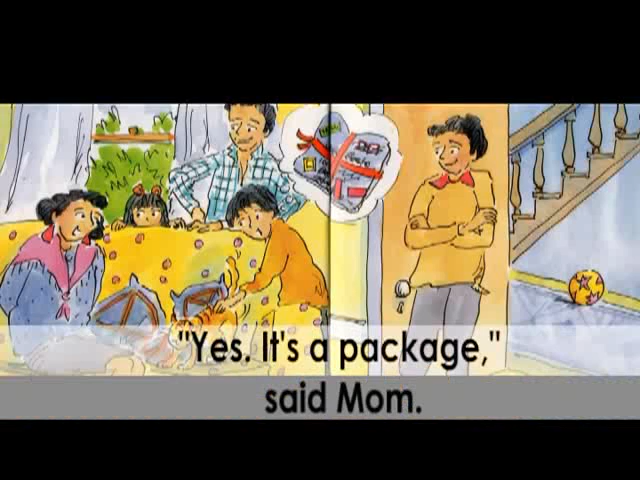 "Yes. It's a package,"
said Mom.